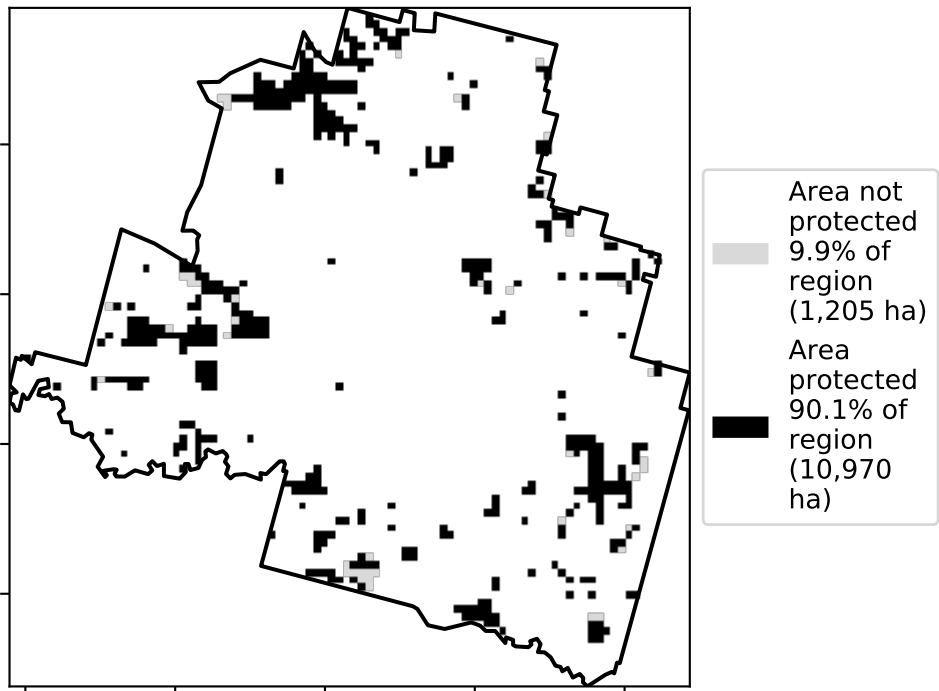 Area not
protected
9.9% of
region
(1,205 ha)
Area
protected
90.1% of
region
(10,970
ha)